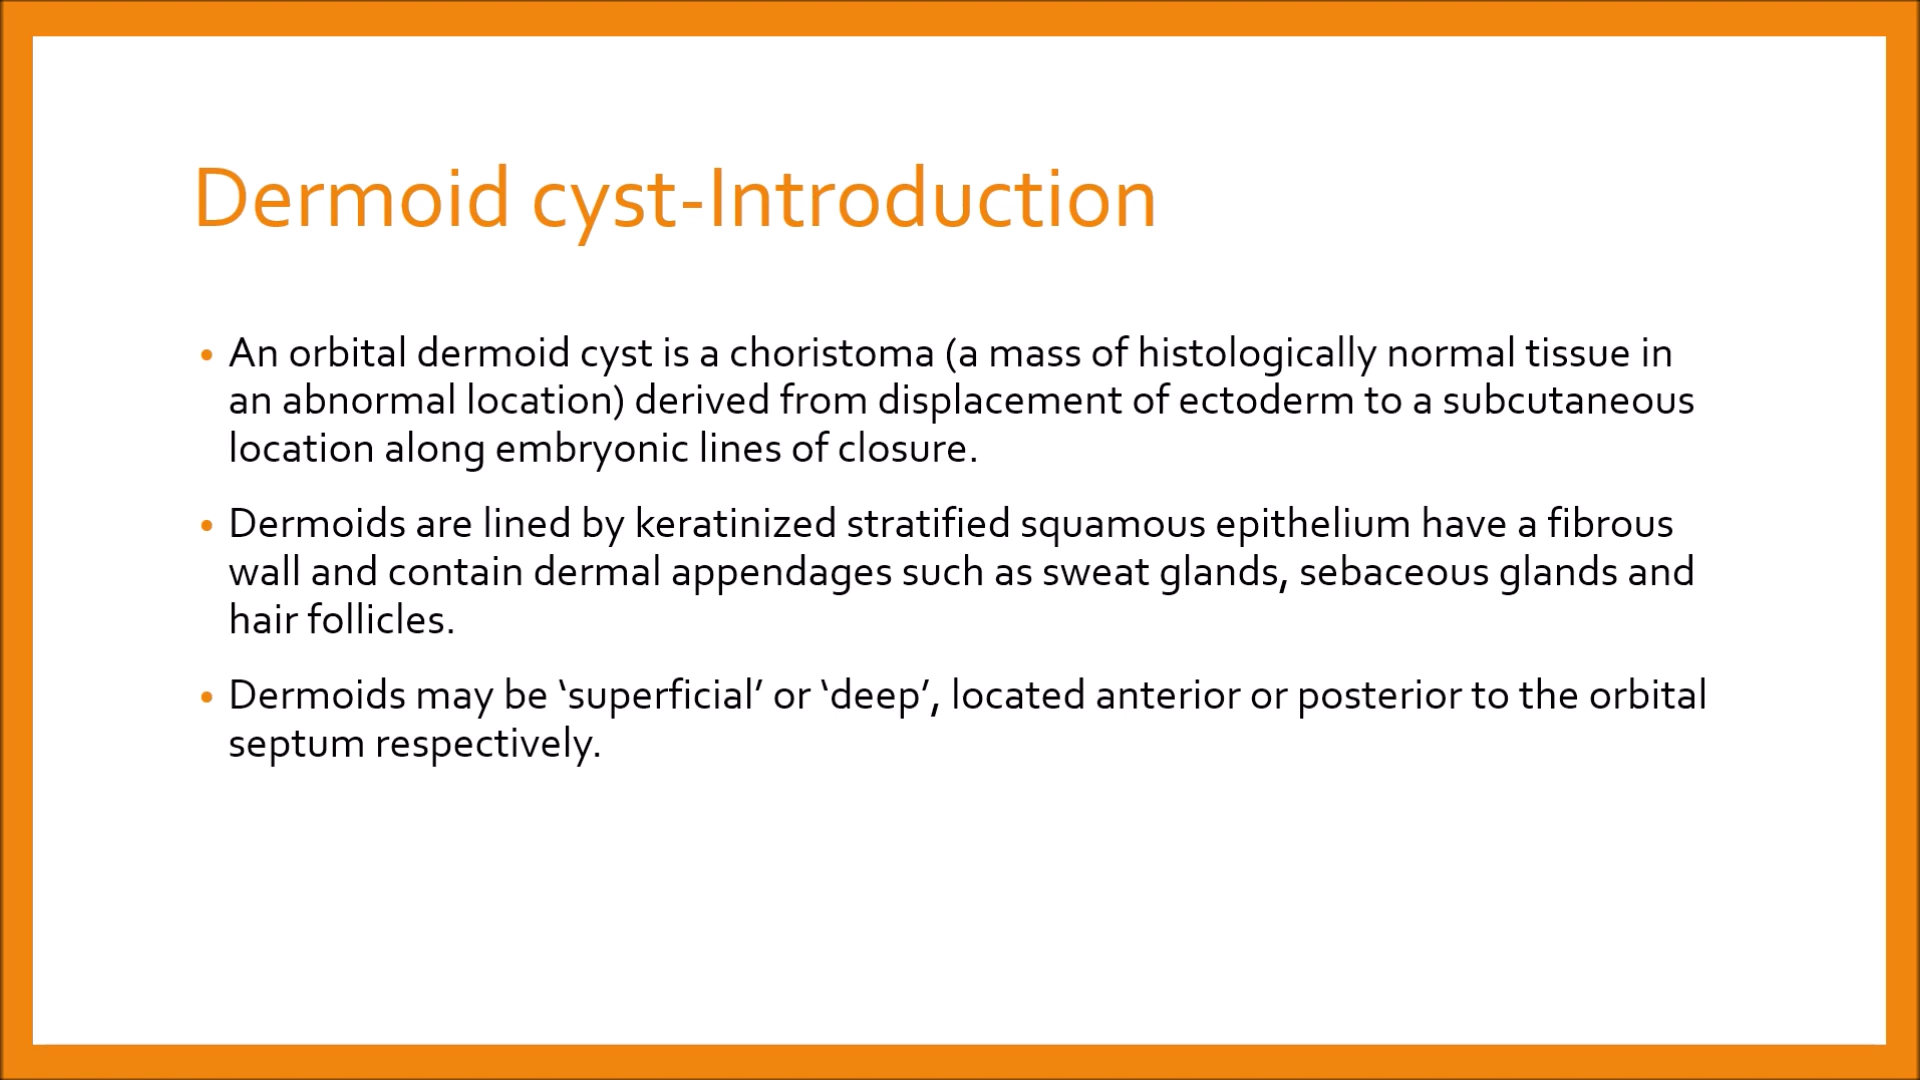 Dermoid cyst-Introduction
• An orbital dermoid cyst is a choristoma (a mass of histologically normal tissue in
an abnormal location) derived from displacement of ectoderm to a subcutaneous
location along embryonic lines of closure.
• Dermoids are lined by keratinized stratified squamous epithelium have a fibrous
wall and contain dermal appendages such as sweat glands, sebaceous glands and
hair follicles.
• Dermoids may be ‘superficial’ or ‘deep’, located anterior or posterior to the orbital
septum respectively.